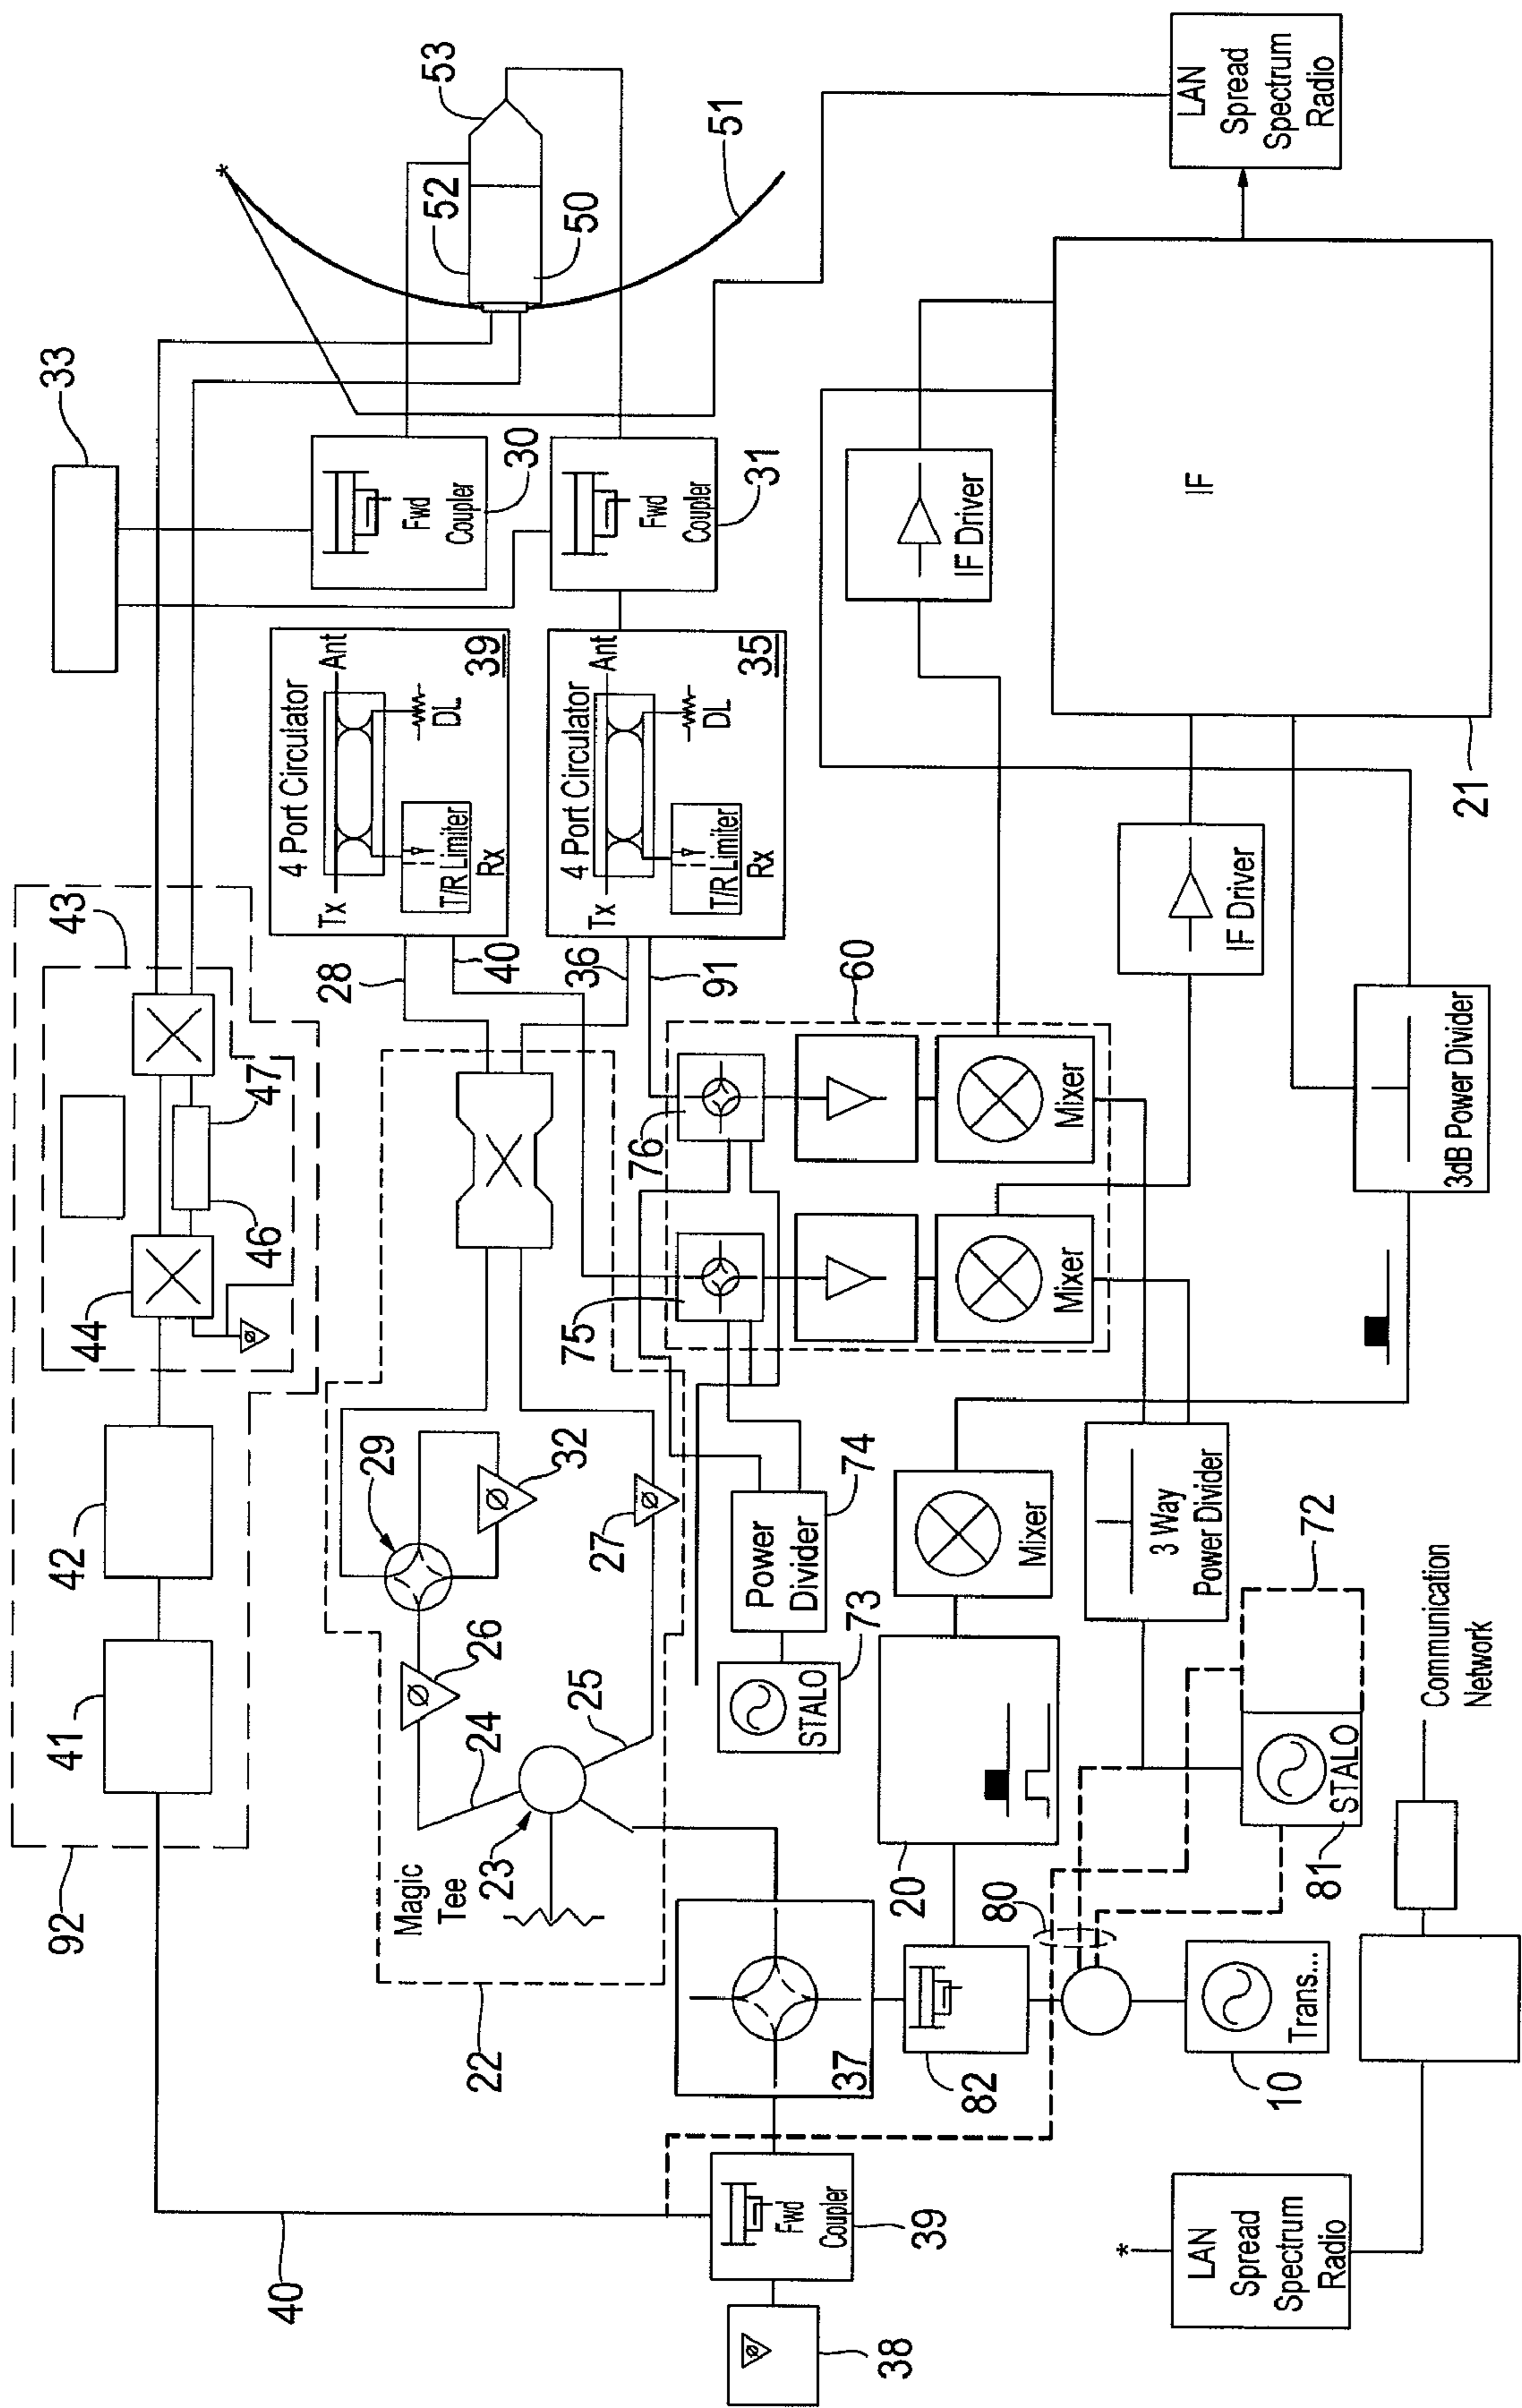 33
53
*
52
50
51
43
47
46
44
42
41
92
40
Fwd
Coupler
30
Fwd
Coupler
31
4 Port Circulator
Tx
Ant
T/R Limiter
Rx
DL
39
4 Port Circulator
Tx
Ant
T/R Limiter
Rx
DL
35
28
40
36
91
60
76
75
29
32
27
26
24
25
23
Magic
Tee
22
Mixer
Mixer
IF Driver
IF Driver
IF
21
LAN
Spread
Spectrum
Radio
3dB Power Divider
Power
Divider
74
STALO
73
Mixer
3 Way
Power Divider
72
20
80
STALO
81
37
82
Trans...
10
Communication
Network
Fwd
Coupler
39
38
*
LAN
Spread
Spectrum
Radio